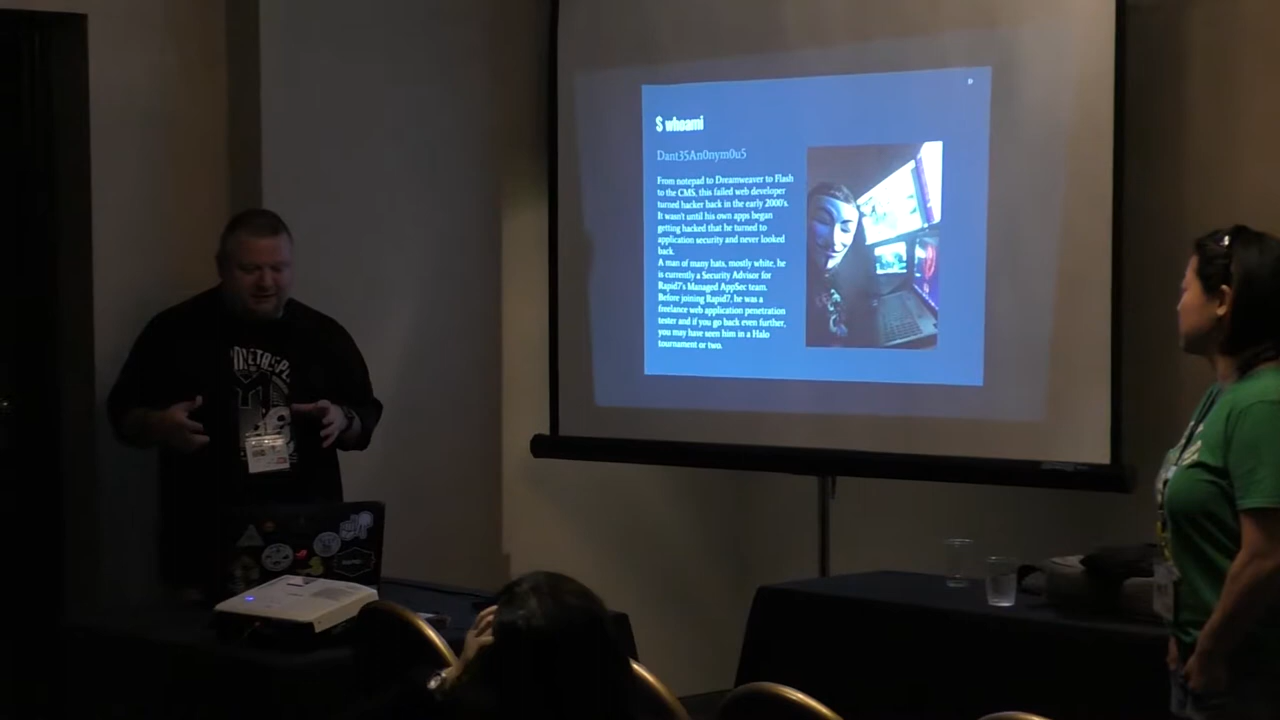 $ whoami
Dant35An0nym0u5
From notepad to Dreamweaver to Flash
to the CMS, this failed web developer
turned hacker back in the early 2000's.
It wasn't until his own apps began
getting hacked that he turned to
application security and never looked
back.
A man of many hats, mostly white, he
is currently a Security Advisor for
Rapid7's Managed AppSec team.
Before joining Rapid7, he was a
freelance web application penetration
tester and if you go back even further,
you may have seen him in a Halo
tournament or two.
METASPL